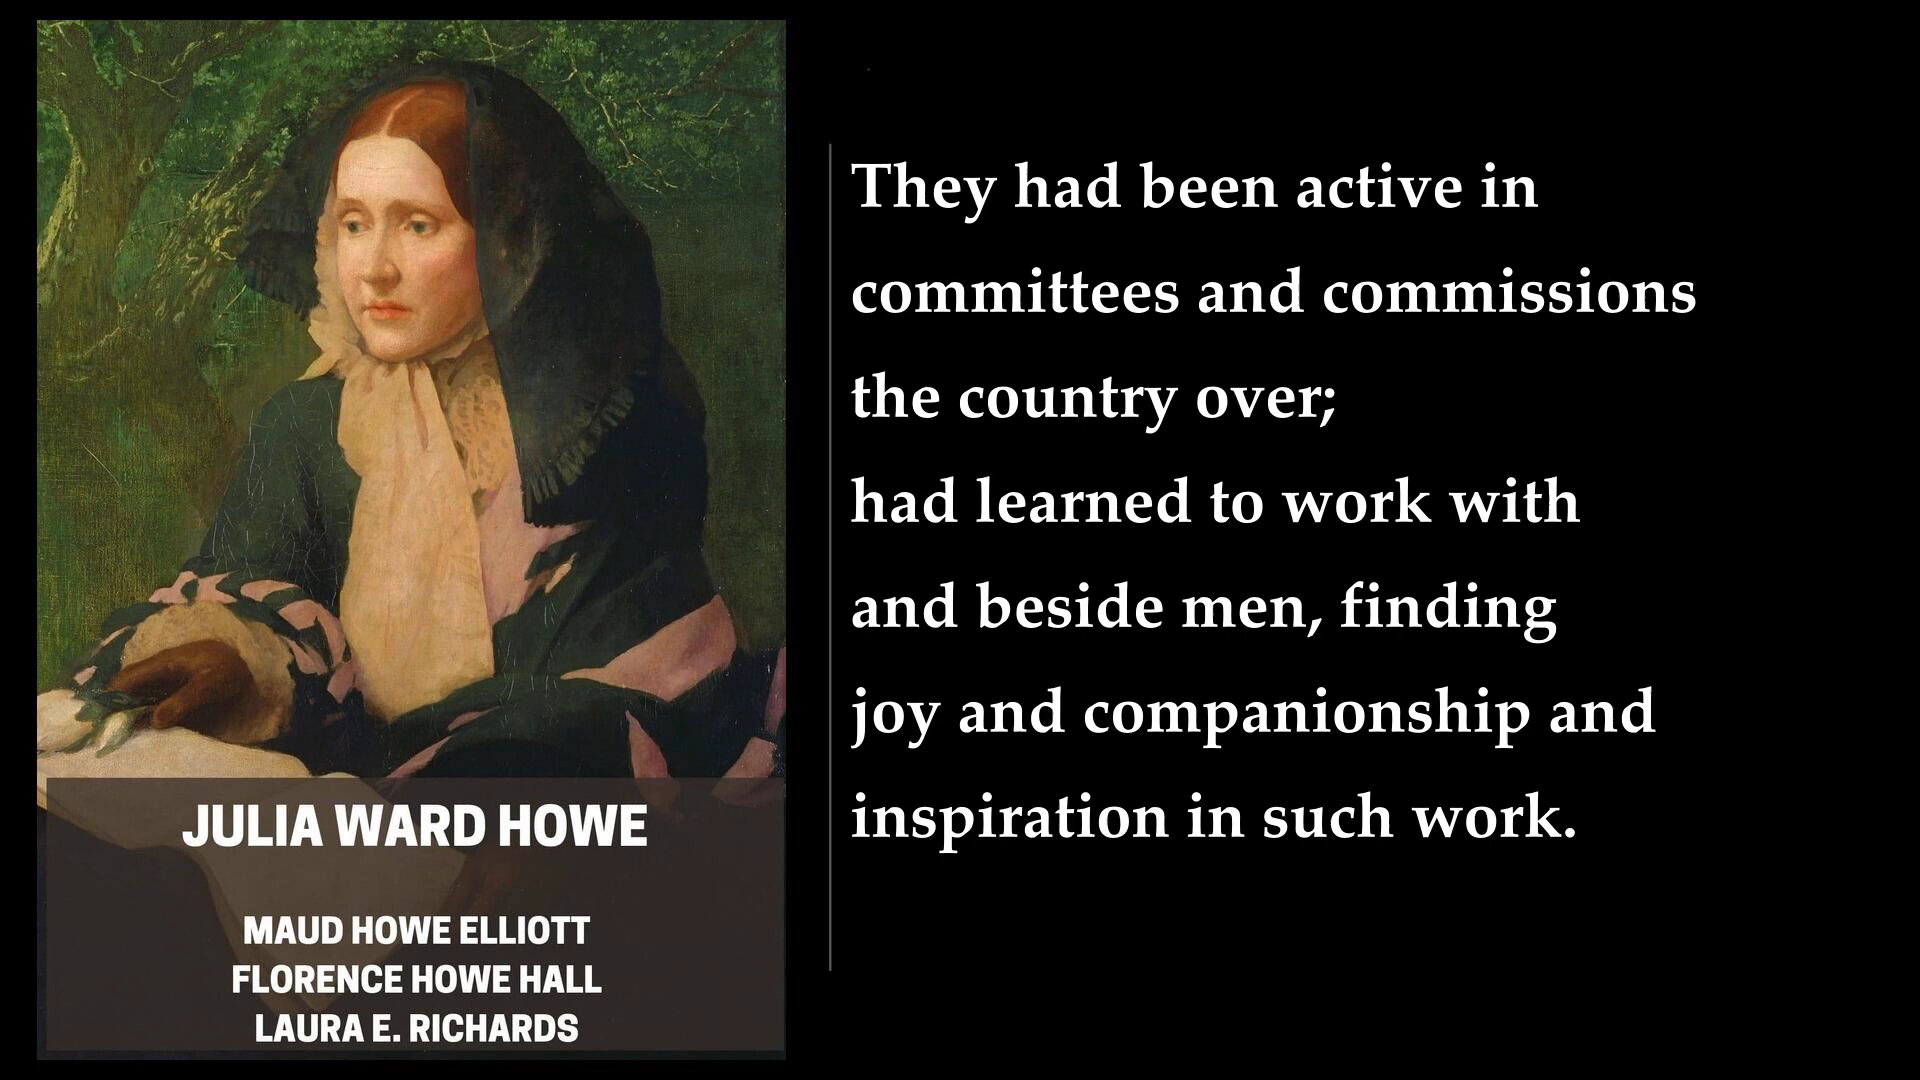 JULIA WARD HOWE
MAUD HOWE ELLIOTT
FLORENCE HOWE HALL
LAURA E. RICHARDS
They had been active in
committees and commissions
the country over;
had learned to work with
and beside men, finding
joy and companionship and
inspiration in such work.